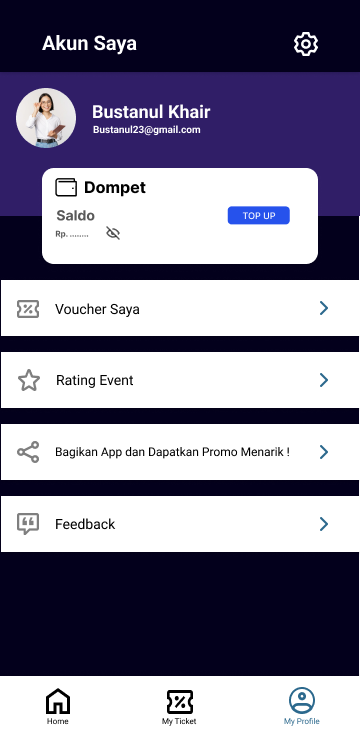 Akun Saya
Bustanul Khair
Bustanul23@gmail.com
Dompet
Saldo
TOP UP
Rp. ........
Voucher Saya
Rating Event
Bagikan App dan Dapatkan Promo Menarik !
Feedback
Home
My Ticket
My Profile